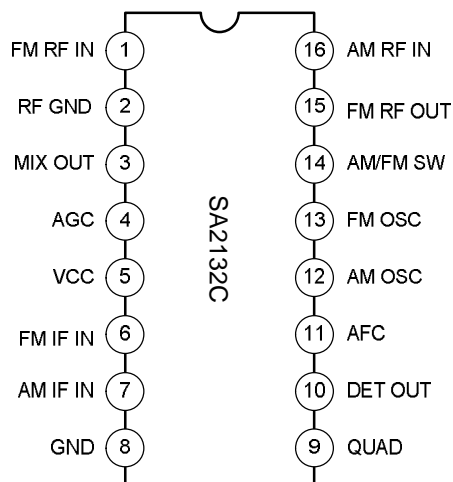 FM RF IN 1 16 AM RF IN
RF GND 2 15 FM RF OUT
MIX OUT 3 14 AM/FM SW
AGC 4 13 FM OSC
VCC 5 12 AM OSC
FM IF IN 6 11 AFC
AM IF IN 7 10 DET OUT
GND 8 9 QUAD
SA2132C